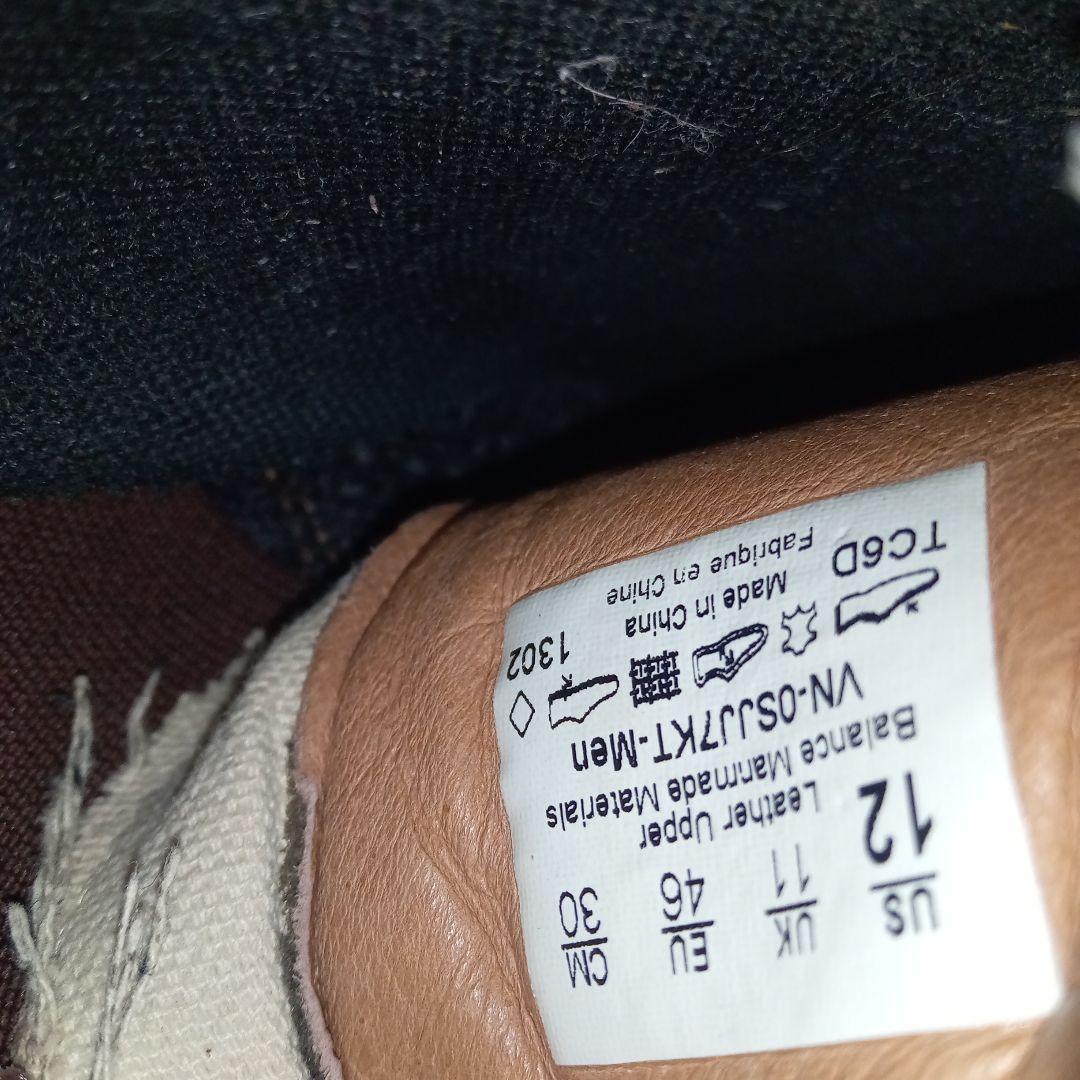 US UK EU CM
12 11 46 30
Leather Upper
Balance Manmade Materials
VN-0SJJ7KT-Men
TC6D
Made in China
Fabrique en Chine
1302